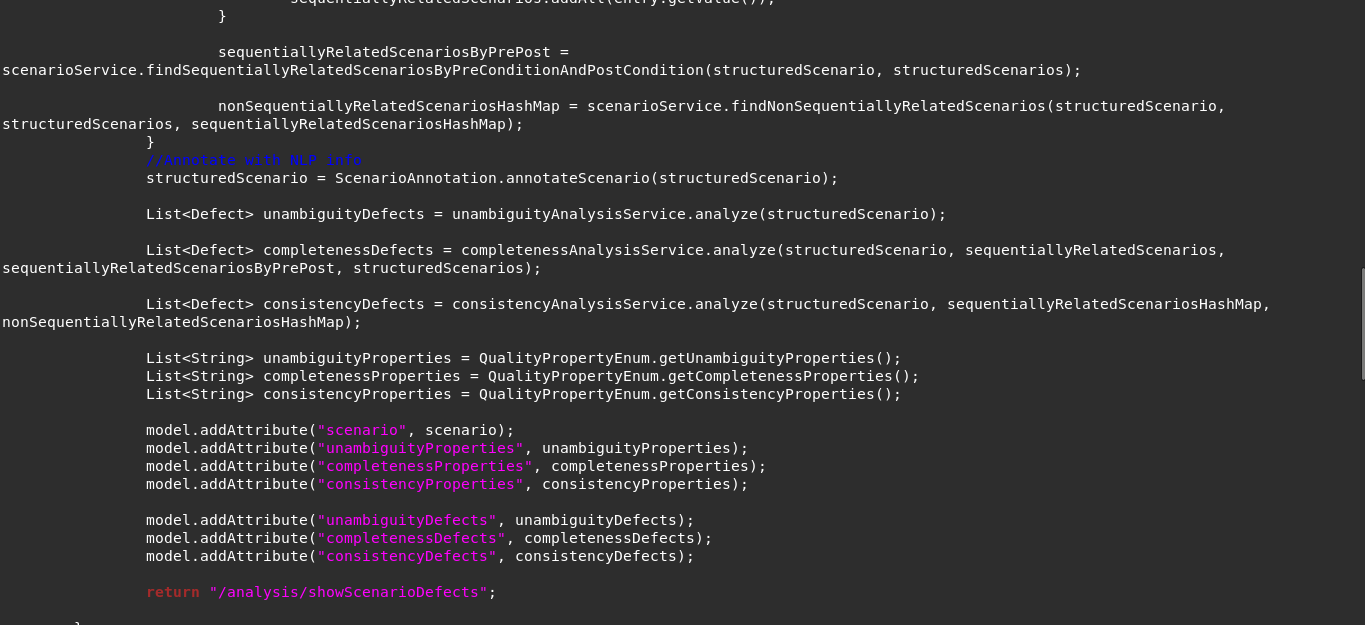 sequentiallyRelatedScenarios.addAll(entry.getValue());
}
sequentiallyRelatedScenariosByPrePost =
scenarioService.findSequentiallyRelatedScenariosByPreConditionAndPostCondition(structuredScenario, structuredScenarios);
nonSequentiallyRelatedScenariosHashMap = scenarioService.findNonSequentiallyRelatedScenarios(structuredScenario,
structuredScenarios, sequentiallyRelatedScenariosHashMap);
}
//Annotate with NLP info
structuredScenario = ScenarioAnnotation.annotateScenario(structuredScenario);
List<Defect> unambiguityDefects = unambiguityAnalysisService.analyze(structuredScenario);
List<Defect> completenessDefects = completenessAnalysisService.analyze(structuredScenario, sequentiallyRelatedScenarios,
sequentiallyRelatedScenariosByPrePost, structuredScenarios);
List<Defect> consistencyDefects = consistencyAnalysisService.analyze(structuredScenario, sequentiallyRelatedScenariosHashMap,
nonSequentiallyRelatedScenariosHashMap);
List<String> unambiguityProperties = QualityPropertyEnum.getUnambiguityProperties();
List<String> completenessProperties = QualityPropertyEnum.getCompletenessProperties();
List<String> consistencyProperties = QualityPropertyEnum.getConsistencyProperties();
model.addAttribute("scenario", scenario);
model.addAttribute("unambiguityProperties", unambiguityProperties);
model.addAttribute("completenessProperties", completenessProperties);
model.addAttribute("consistencyProperties", consistencyProperties);
model.addAttribute("unambiguityDefects", unambiguityDefects);
model.addAttribute("completenessDefects", completenessDefects);
model.addAttribute("consistencyDefects", consistencyDefects);
return "/analysis/showScenarioDefects";
}